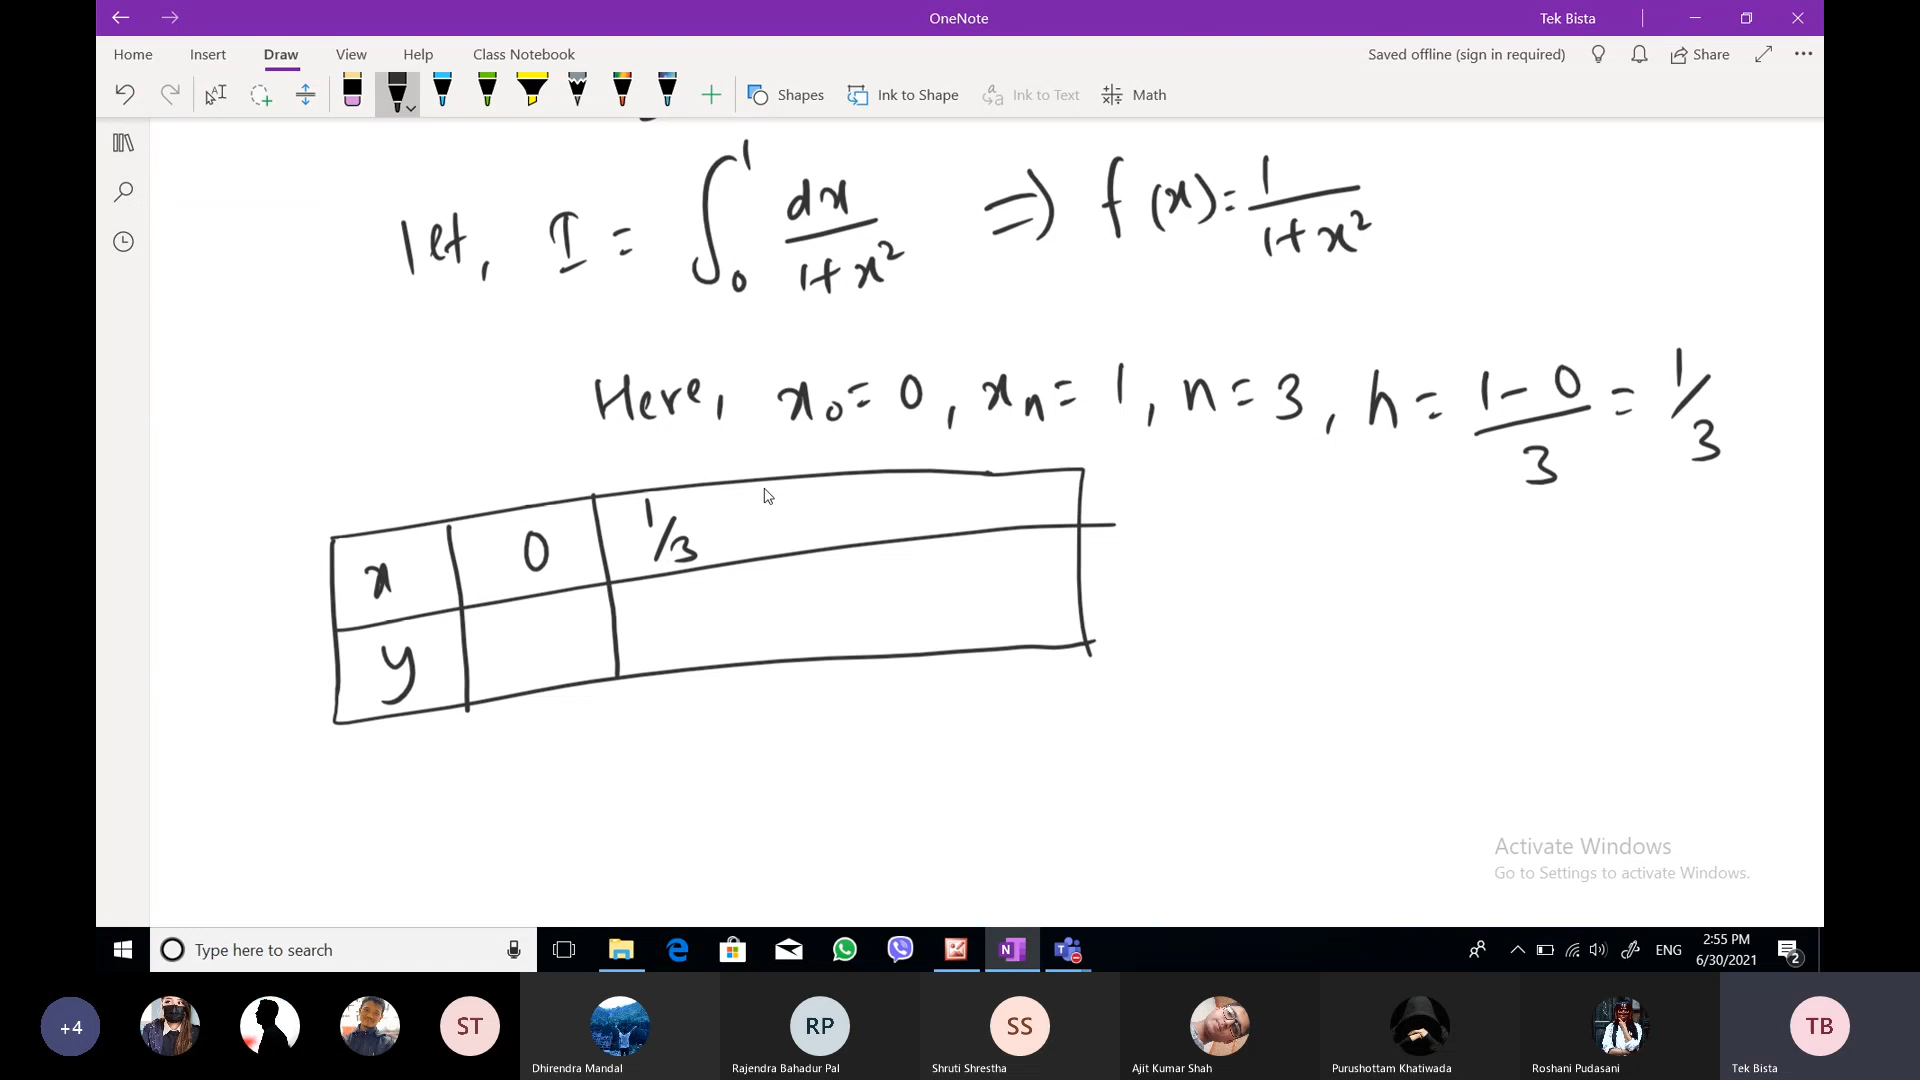 OneNote
Tek Bista
Home Insert Draw View Help Class Notebook
Saved offline (sign in required) Share
Shapes Ink to Shape Ink to Text Math
let, I = ∫₀¹ dx/1+x² => f(x)= 1/1+x²
Here, x₀= 0, xₙ= 1, n= 3, h= 1-0/3 = 1/3
x 0 1/3
y
Activate Windows
Go to Settings to activate Windows.
Type here to search
ENG
2:55 PM
6/30/2021
2
+4
ST
RP
SS
TB
Dhirendra Mandal
Rajendra Bahadur Pal
Shruti Shrestha
Ajit Kumar Shah
Purushottam Khatiwada
Roshani Pudasani
Tek Bista